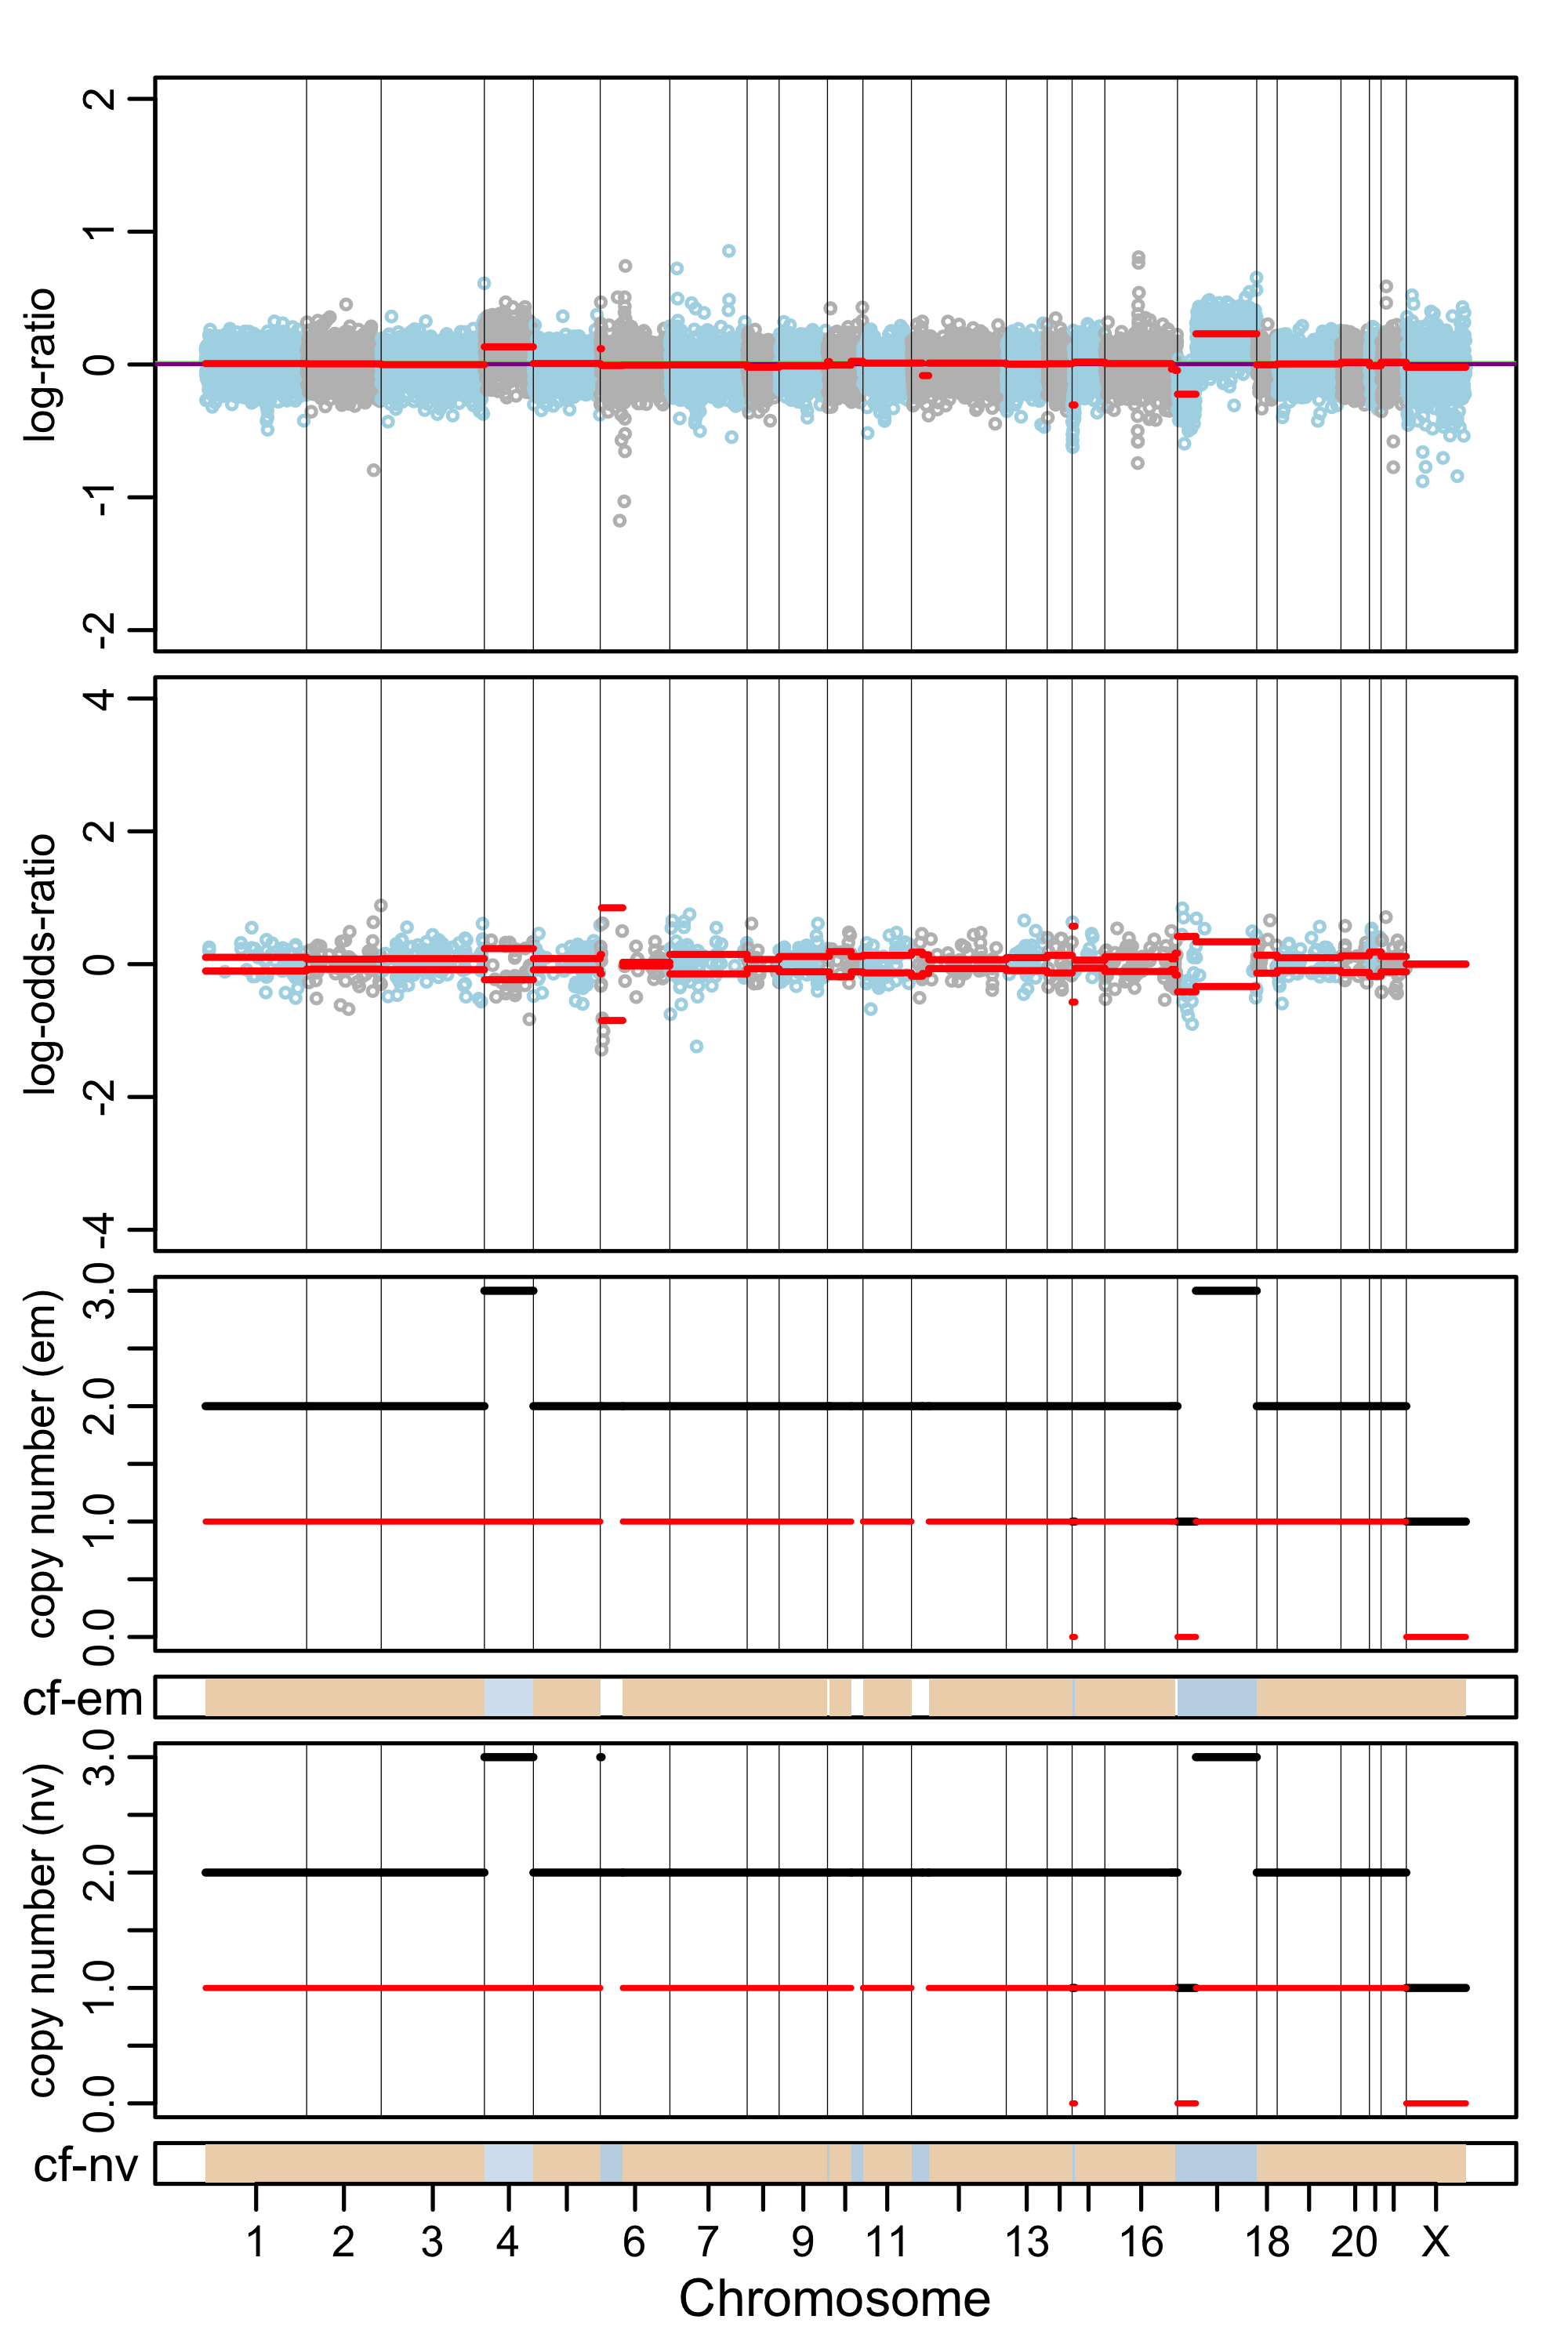 2
1
0
-1
-2
log-ratio
4
2
0
-2
-4
log-odds-ratio
3.0
2.0
1.0
0.0
copy number (em)
cf-em
3.0
2.0
1.0
0.0
copy number (nv)
cf-nv
1 2 3 4 6 7 9 11 13 16 18 20 X
Chromosome